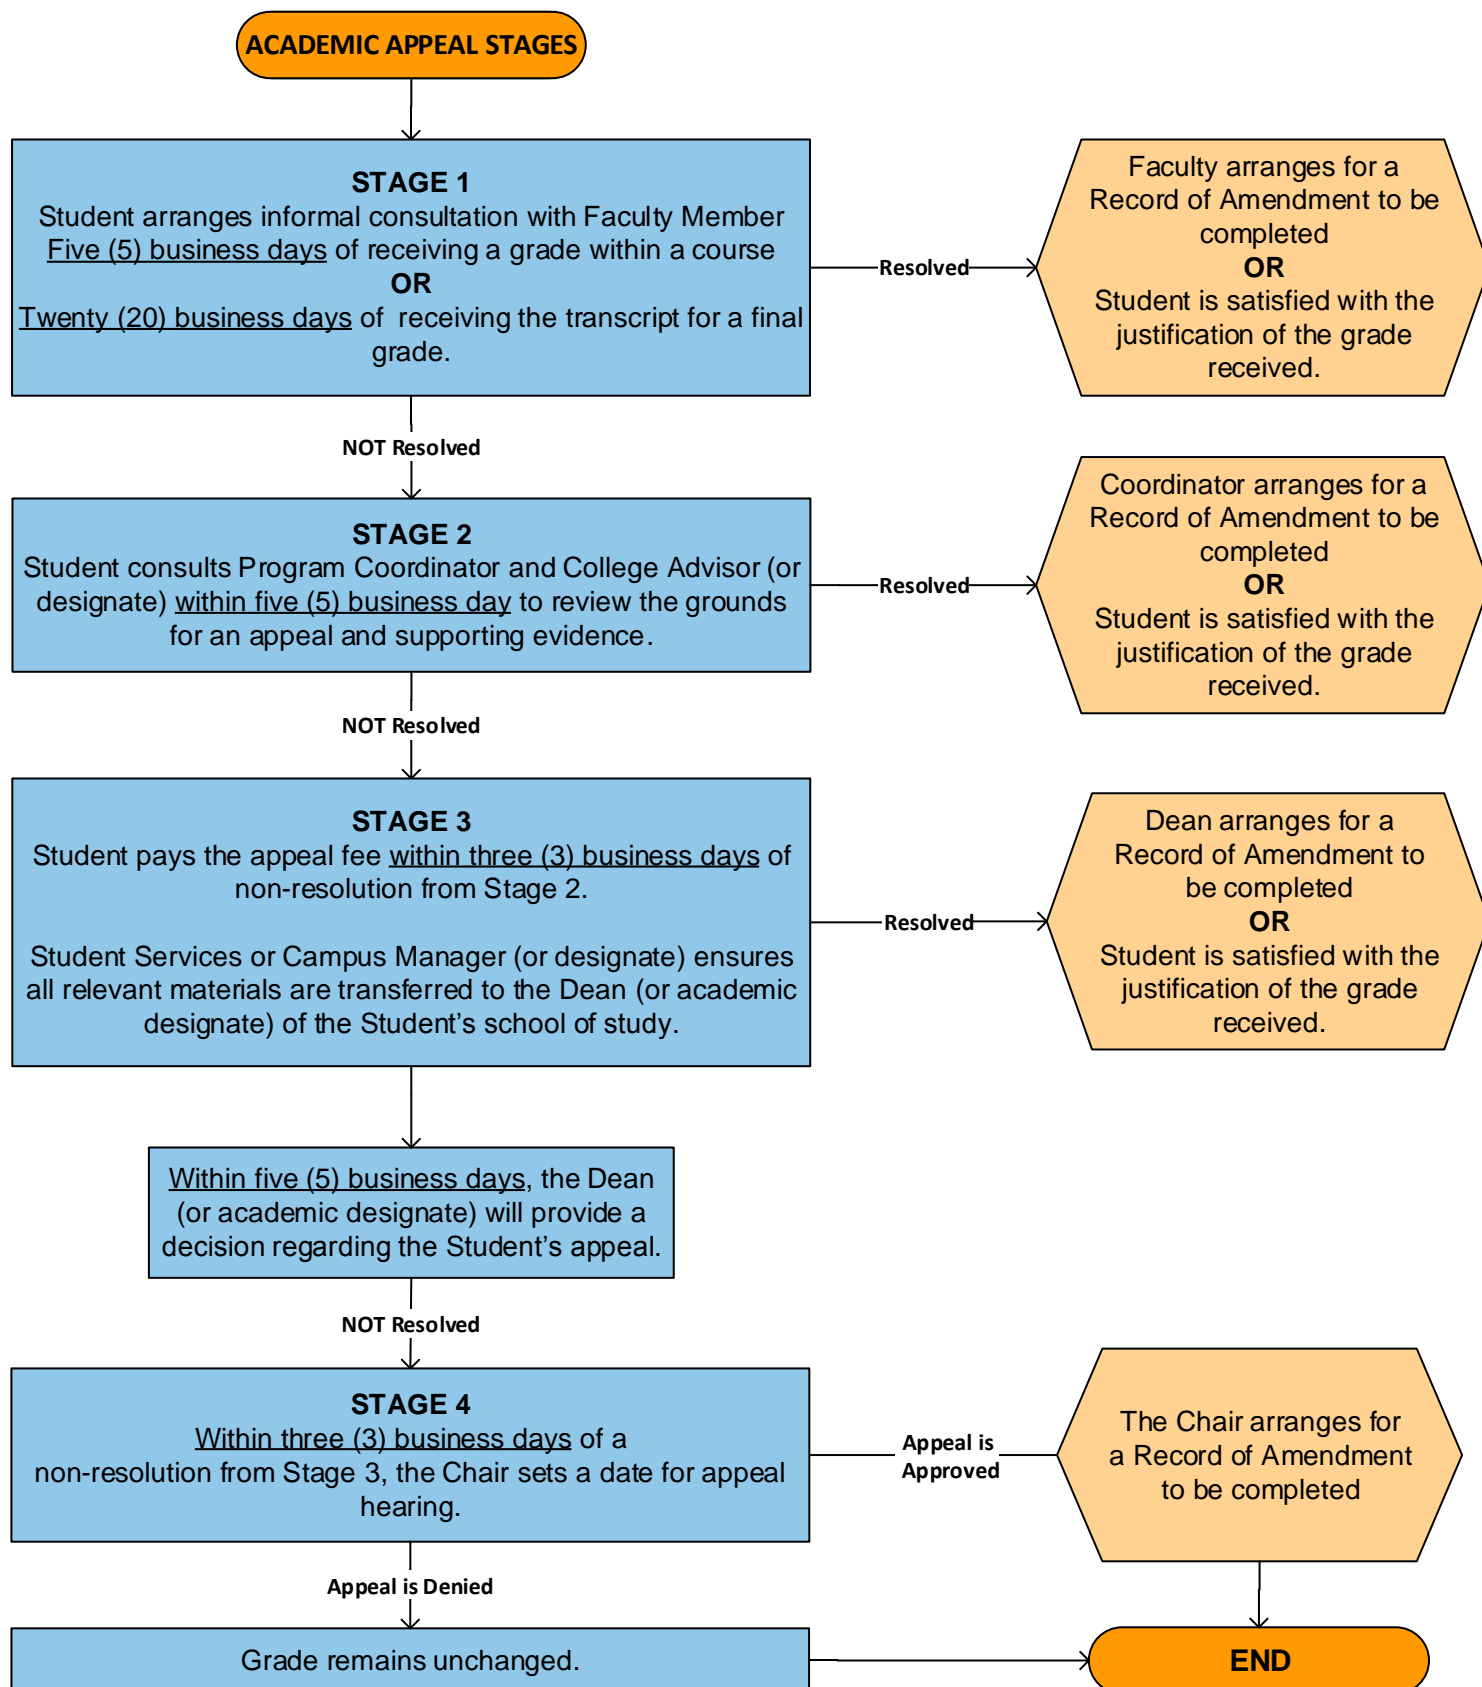 ACADEMIC APPEAL STAGES
STAGE 1
Student arranges informal consultation with Faculty Member
Five (5) business days of receiving a grade within a course
OR
Twenty (20) business days of  receiving the transcript for a final
grade.
Resolved
Faculty arranges for a
Record of Amendment to be
completed
OR
Student is satisfied with the
justification of the grade
received.
NOT Resolved
STAGE 2
Student consults Program Coordinator and College Advisor (or
designate) within five (5) business day to review the grounds
for an appeal and supporting evidence.
Resolved
Coordinator arranges for a
Record of Amendment to be
completed
OR
Student is satisfied with the
justification of the grade
received.
NOT Resolved
STAGE 3
Student pays the appeal fee within three (3) business days of
non-resolution from Stage 2.
Student Services or Campus Manager (or designate) ensures
all relevant materials are transferred to the Dean (or academic
designate) of the Student’s school of study.
Resolved
Dean arranges for a
Record of Amendment to
be completed
OR
Student is satisfied with the
justification of the grade
received.
Within five (5) business days, the Dean
(or academic designate) will provide a
decision regarding the Student’s appeal.
NOT Resolved
STAGE 4
Within three (3) business days of a
non-resolution from Stage 3, the Chair sets a date for appeal
hearing.
Appeal is
Approved
The Chair arranges for
a Record of Amendment
to be completed
Appeal is Denied
Grade remains unchanged.
END